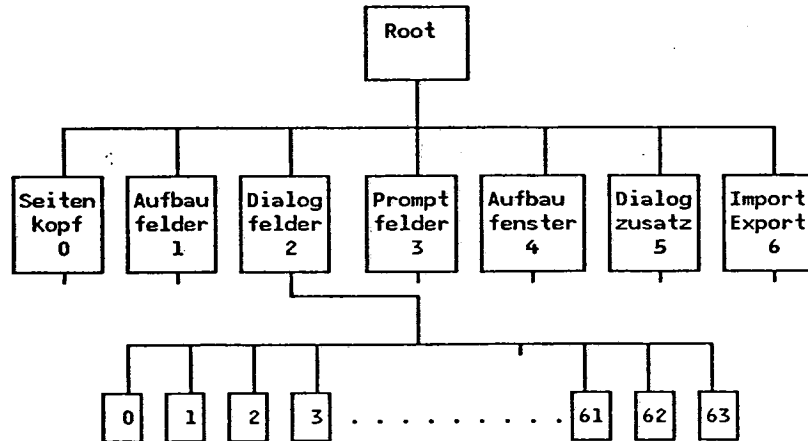 Root
Seiten Aufbau Dialog Prompt Aufbau Dialog Import
kopf felder felder felder fenster zusatz Export
0 1 2 3 4 5 6
0 1 2 3 . . . . . . . . . . 61 62 63